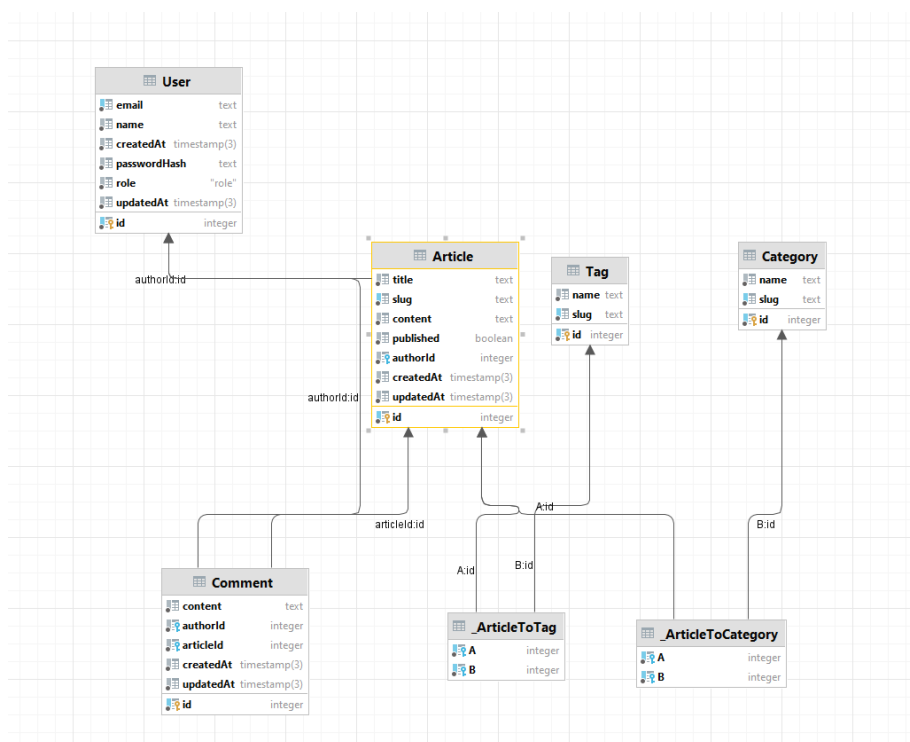 User
email text
name text
createdAt timestamp(3)
passwordHash text
role "role"
updatedAt timestamp(3)
id integer
authorId:id
Article
title text
slug text
content text
published boolean
authorId integer
createdAt timestamp(3)
updatedAt timestamp(3)
id integer
Tag
name text
slug text
id integer
Category
name text
slug text
id integer
authorId:id
articleId:id
A:id
B:id
A:id
B:id
Comment
content text
authorId integer
articleId integer
createdAt timestamp(3)
updatedAt timestamp(3)
id integer
_ArticleToTag
A integer
B integer
_ArticleToCategory
A integer
B integer